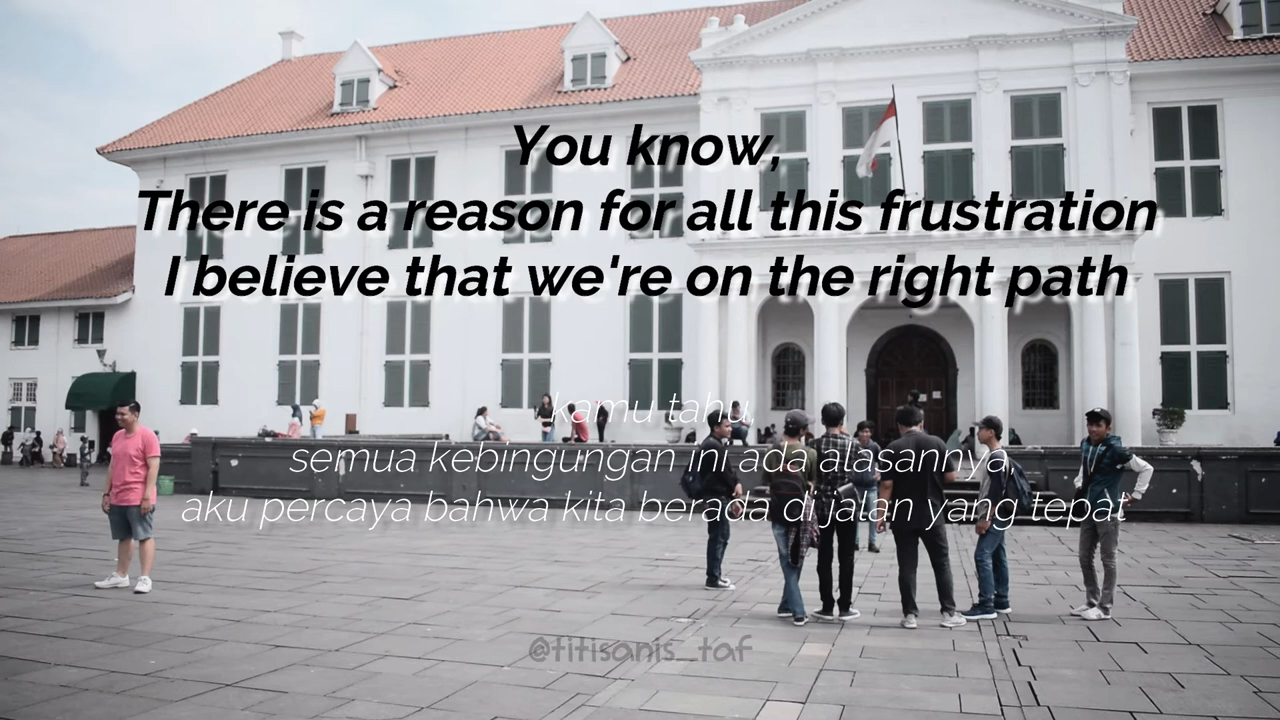 You know,
There is a reason for all this frustration
I believe that we're on the right path
kamu tahu,
semua kebingungan ini ada alasannya,
aku percaya bahwa kita berada di jalan yang tepat
@titisanis_taf